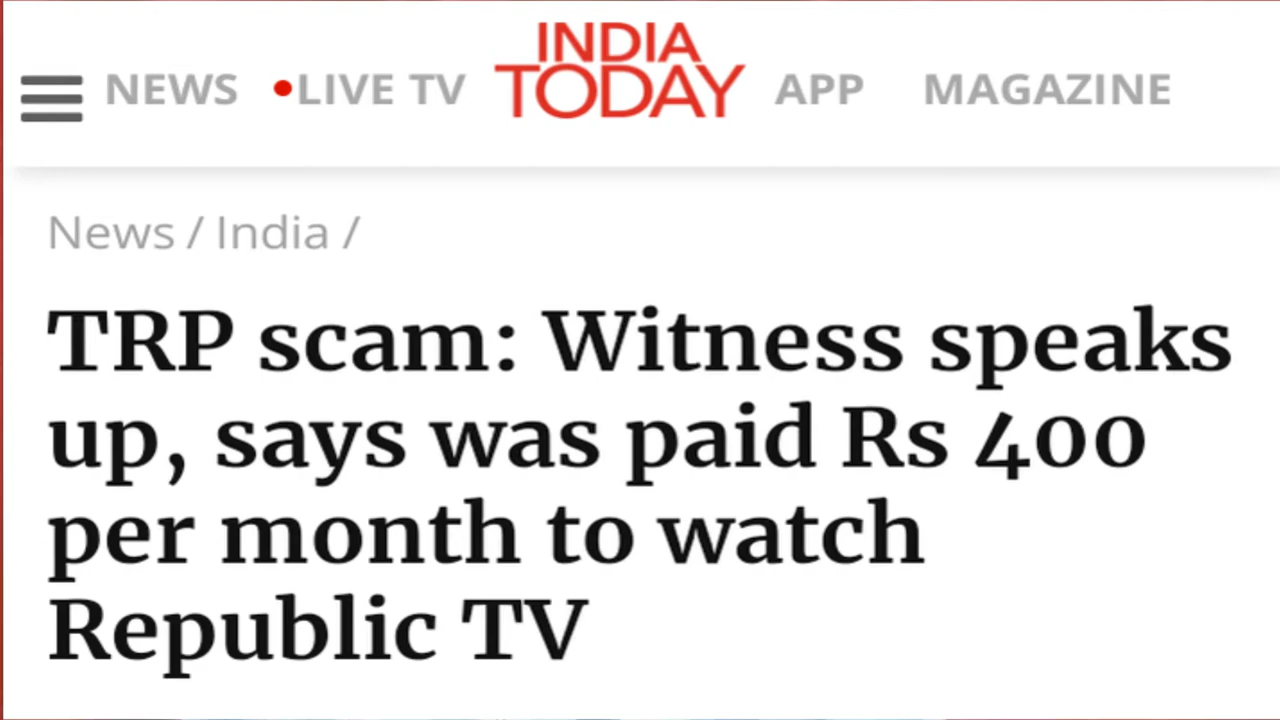 NEWS LIVE TV INDIA TODAY APP MAGAZINE
News / India /
TRP scam: Witness speaks
up, says was paid Rs 400
per month to watch
Republic TV